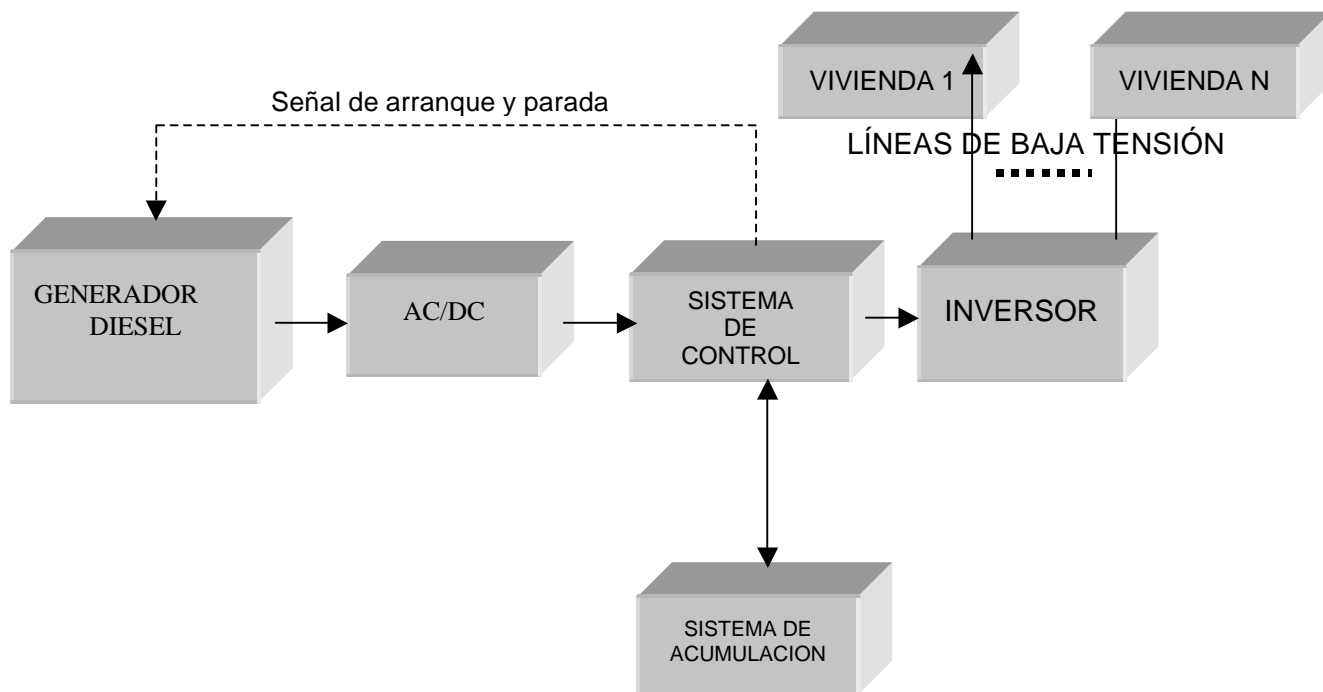 VIVIENDA 1
VIVIENDA N
Señal de arranque y parada
LÍNEAS DE BAJA TENSIÓN
GENERADOR
DIESEL
AC/DC
SISTEMA
DE
CONTROL
INVERSOR
SISTEMA DE
ACUMULACION